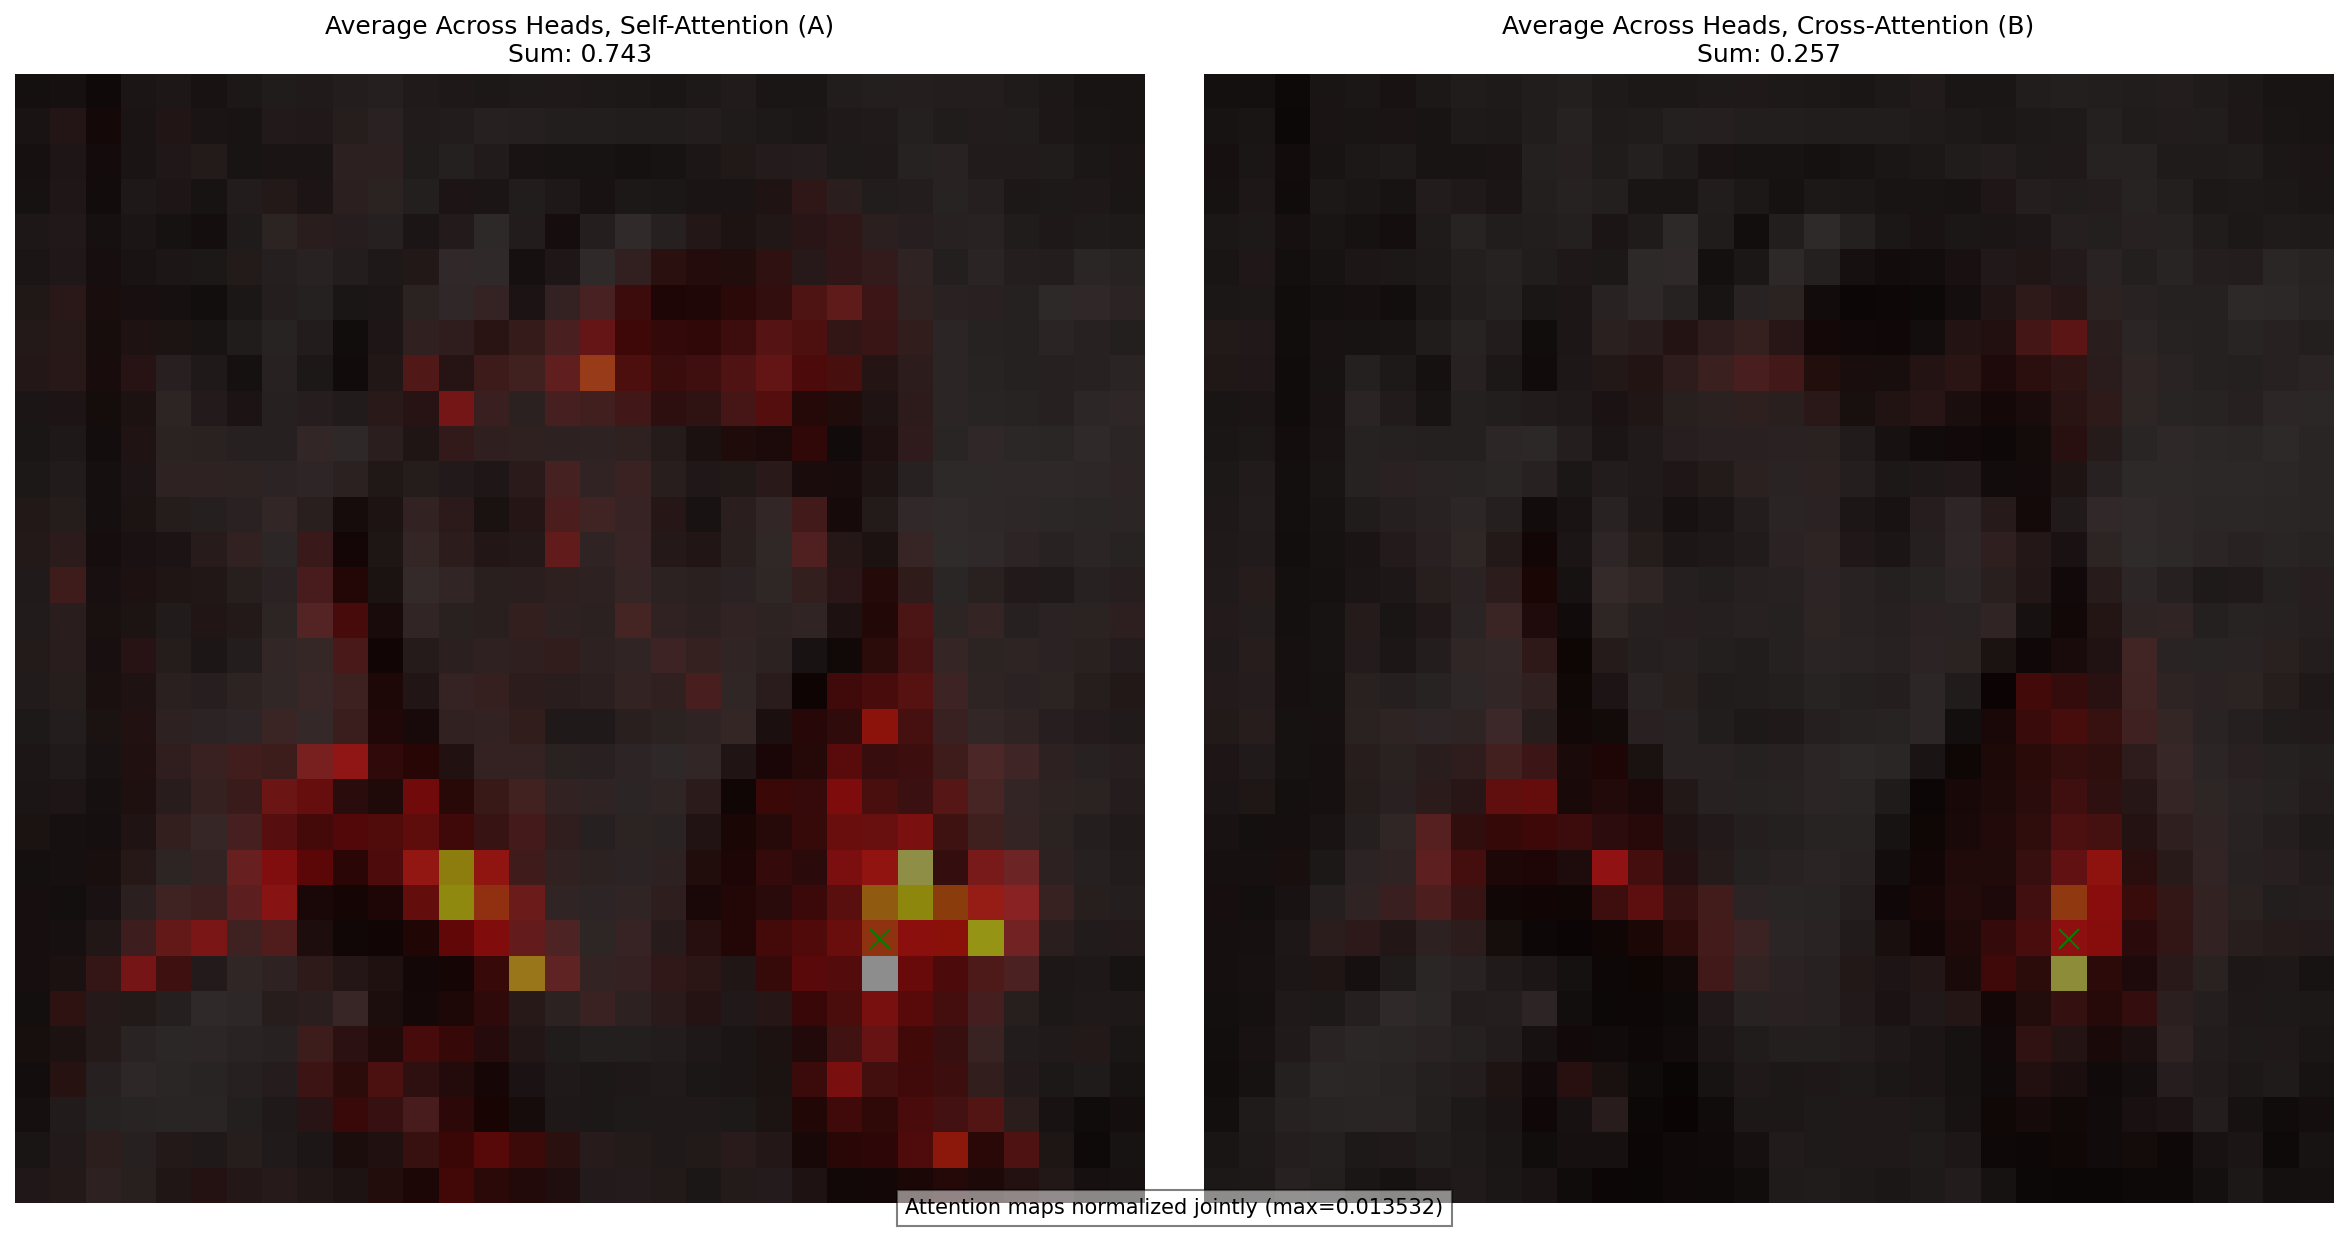 Average Across Heads, Self-Attention (A)
Sum: 0.743
Average Across Heads, Cross-Attention (B)
Sum: 0.257
Attention maps normalized jointly (max=0.013532)